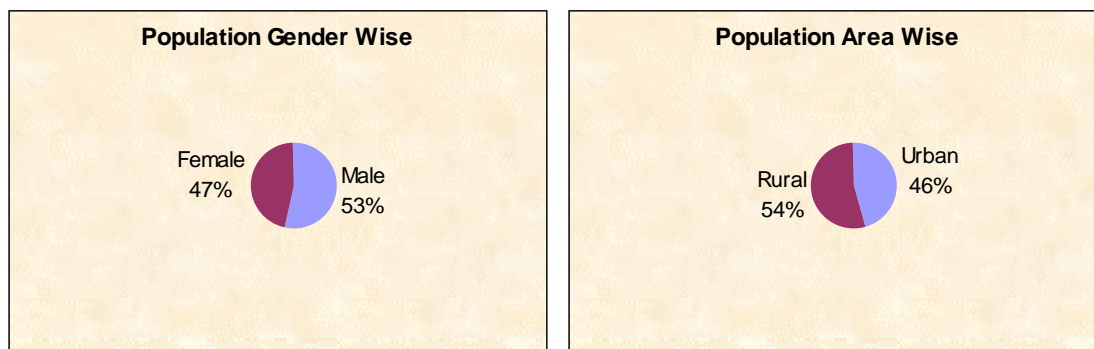 Population Gender Wise
Female
47%
Male
53%
Population Area Wise
Rural
54%
Urban
46%